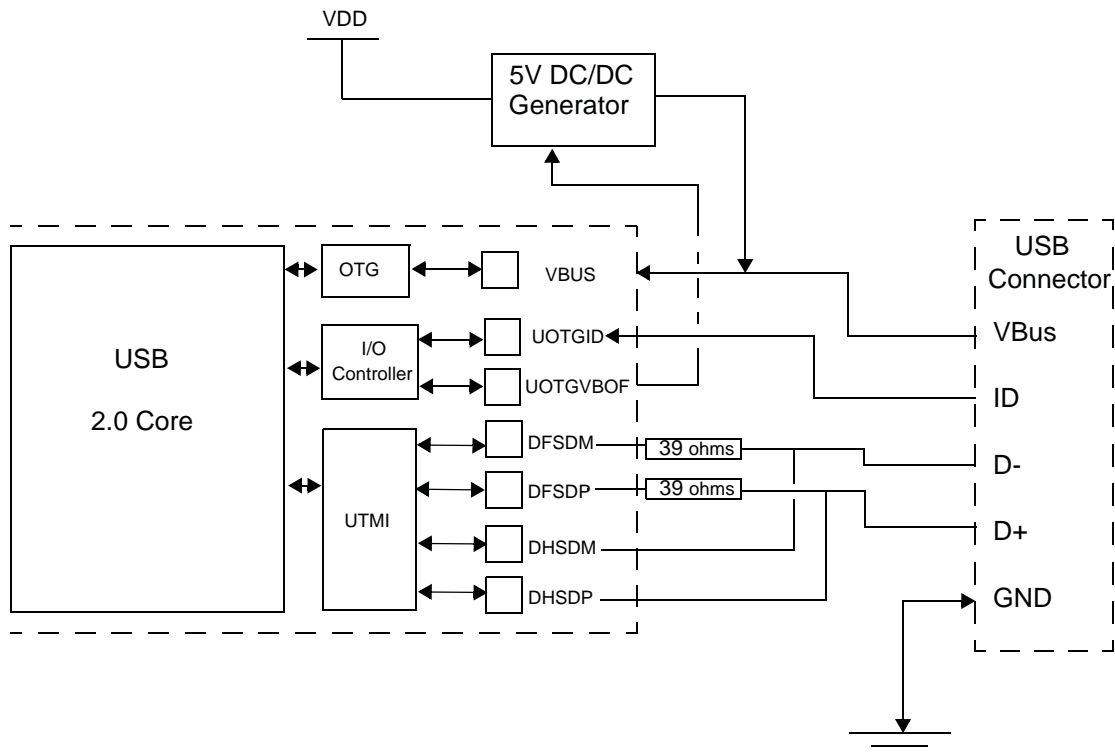 VDD
5V DC/DC
Generator
USB
Connector
OTG
VBUS
VBus
UOTGID
I/O
Controller
USB
2.0 Core
UOTGVBOF
ID
DFSDM
39 ohms
D-
DFSDP
39 ohms
UTMI
D+
DHSDM
DHSDP
GND